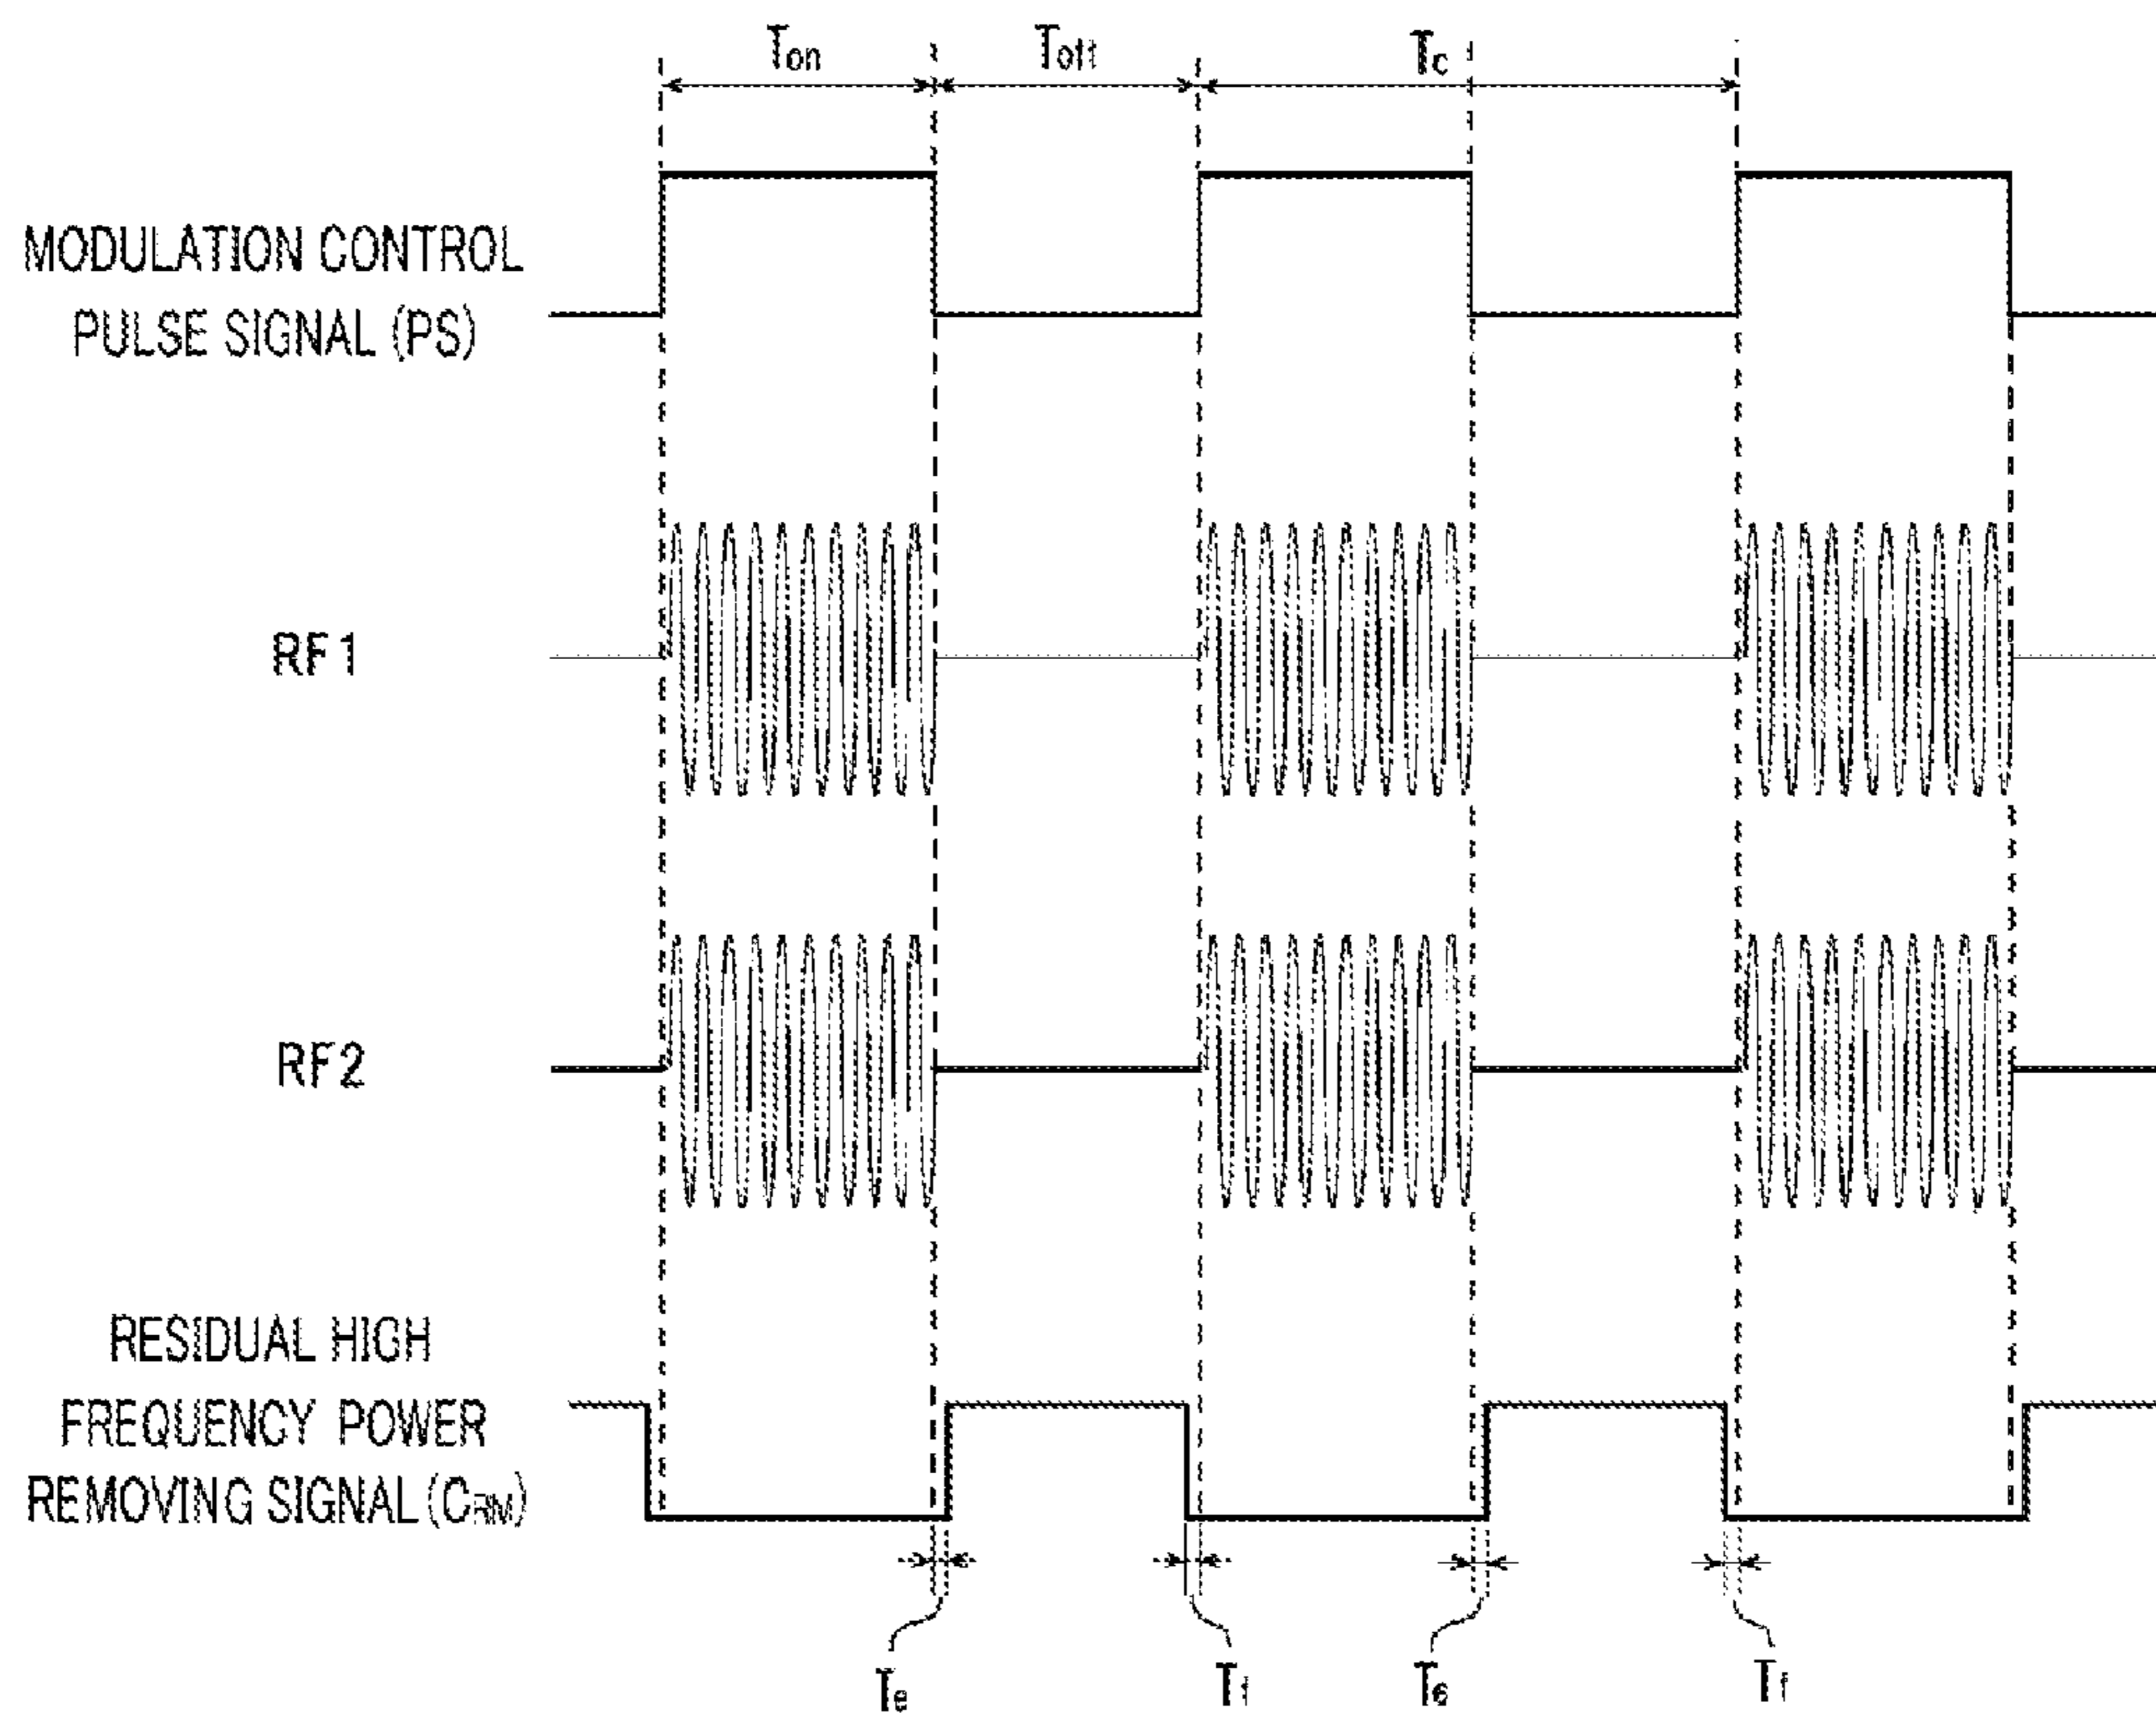 Ton Toff Tc
MODULATION CONTROL
PULSE SIGNAL (PS)
RF1
RF2
RESIDUAL HIGH
FREQUENCY POWER
REMOVING SIGNAL (CRM)
Te Tf Te Tf